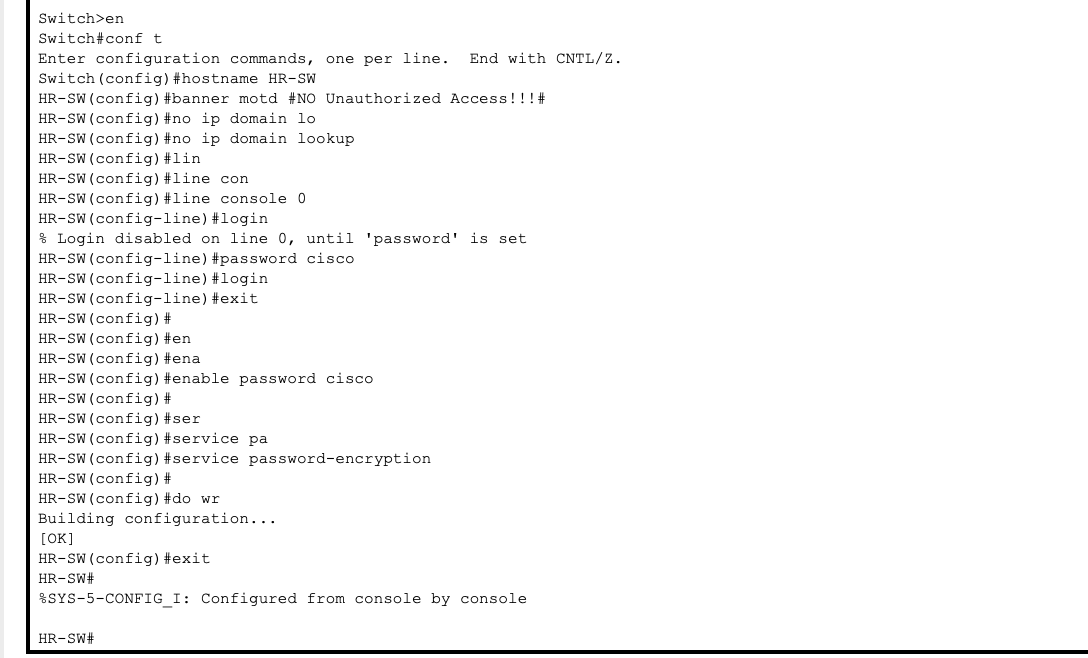 Switch>en
Switch#conf t
Enter configuration commands, one per line.  End with CNTL/Z.
Switch(config)#hostname HR-SW
HR-SW(config)#banner motd #NO Unauthorized Access!!!#
HR-SW(config)#no ip domain lo
HR-SW(config)#no ip domain lookup
HR-SW(config)#lin
HR-SW(config)#line con
HR-SW(config)#line console 0
HR-SW(config-line)#login
% Login disabled on line 0, until 'password' is set
HR-SW(config-line)#password cisco
HR-SW(config-line)#login
HR-SW(config-line)#exit
HR-SW(config)#
HR-SW(config)#en
HR-SW(config)#ena
HR-SW(config)#enable password cisco
HR-SW(config)#
HR-SW(config)#ser
HR-SW(config)#service pa
HR-SW(config)#service password-encryption
HR-SW(config)#
HR-SW(config)#do wr
Building configuration...
[OK]
HR-SW(config)#exit
HR-SW#
%SYS-5-CONFIG_I: Configured from console by console
HR-SW#